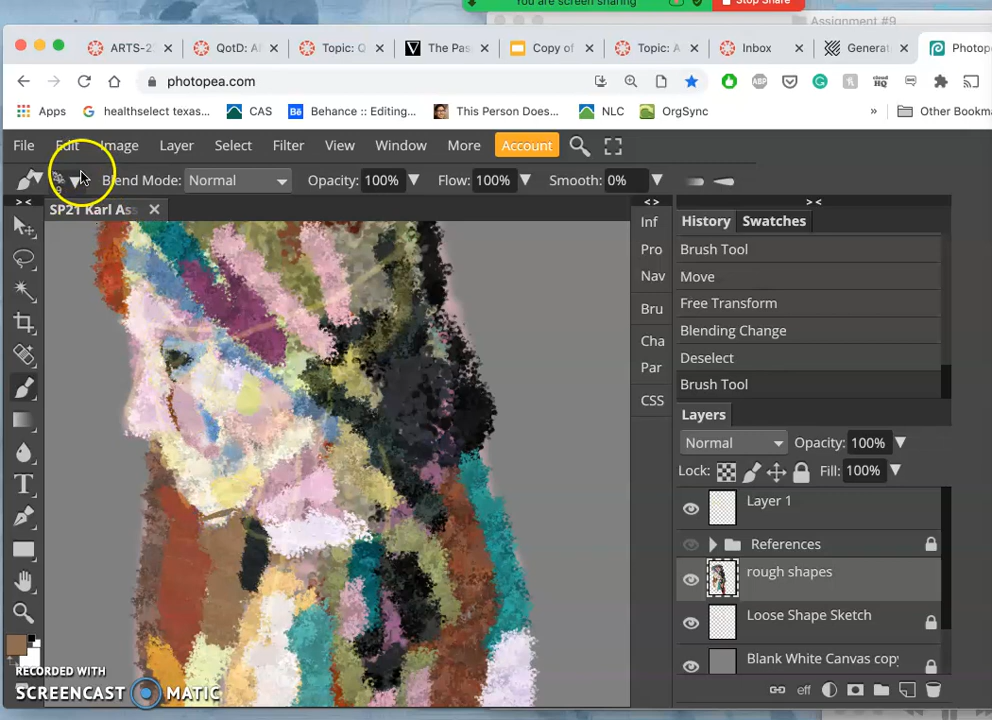 You are screen sharing Stop Share
Assignment #9
ARTS-2 QotD: A Topic: Q The Pas Copy of Topic: A Inbox Generat Photop
photopea.com
Apps healthselect texas... CAS Behance :: Editing... This Person Does... NLC OrgSync » Other Bookm
File Edit Image Layer Select Filter View Window More Account
9 Blend Mode: Normal Opacity: 100% Flow: 100% Smooth: 0%
> < < > > <
SP21 Karl Ass
Inf
Pro
Nav
Bru
Cha
Par
CSS
History Swatches
Brush Tool
Move
Free Transform
Blending Change
Deselect
Brush Tool
Layers
Normal Opacity: 100%
Lock: Fill: 100%
Layer 1
References
rough shapes
Loose Shape Sketch
Blank White Canvas copy
eff
RECORDED WITH
SCREENCAST MATIC